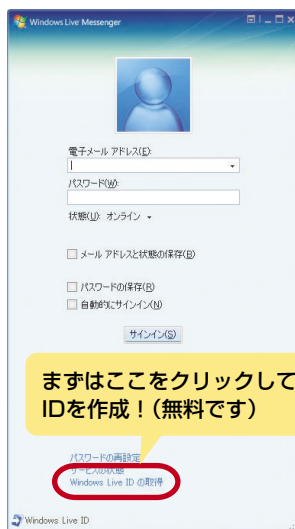 Windows Live Messenger
電子メール アドレス(E):
パスワード(W):
状態(U): オンライン
メール アドレスと状態の保存(B)
パスワードの保存(R)
自動的にサインイン(N)
サインイン(S)
まずはここをクリックして
IDを作成！(無料です)
パスワードの再設定
サービスの状態
Windows Live ID の取得
Windows Live ID